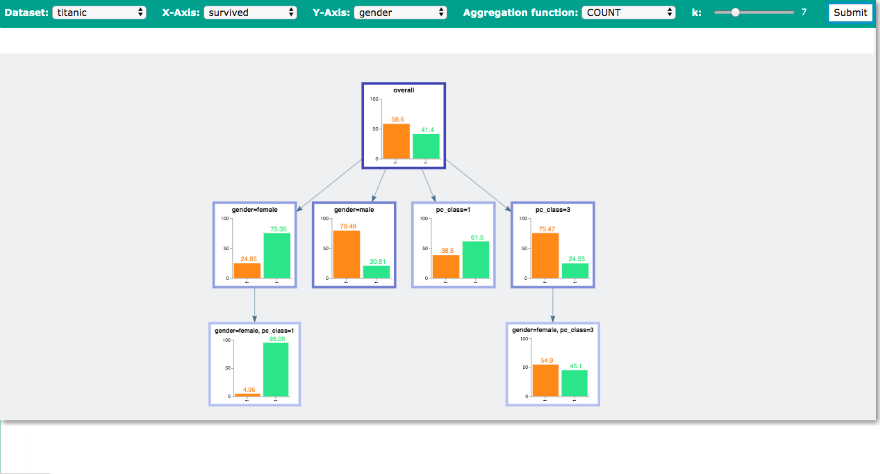 Dataset: titanic X-Axis: survived Y-Axis: gender Aggregation function: COUNT k: 7 Submit
overall
100
58.6
50
41.4
0
gender=female gender=male pc_class=1 pc_class=3
100 100 100 100
75.35 79.49 61.5 75.47
50 50 50 50
24.65 20.51 38.5 24.53
0 0 0 0
gender=female, pc_class=1 gender=female, pc_class=3
100 100
95.05
50 54.9 50 45.1
4.95
0 0